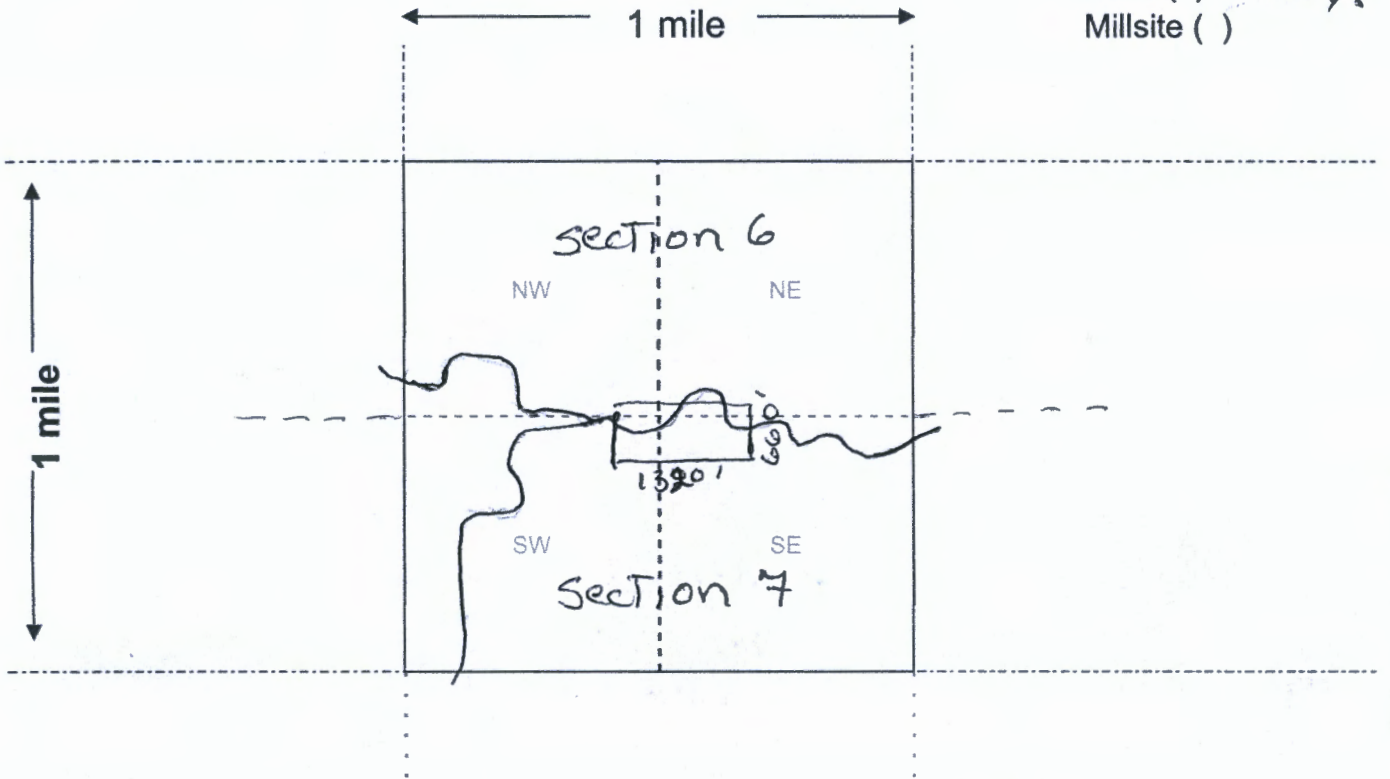 1 mile
Millsite ( )
section 6
NW NE
1 mile
660'
1320'
SW SE
section 7